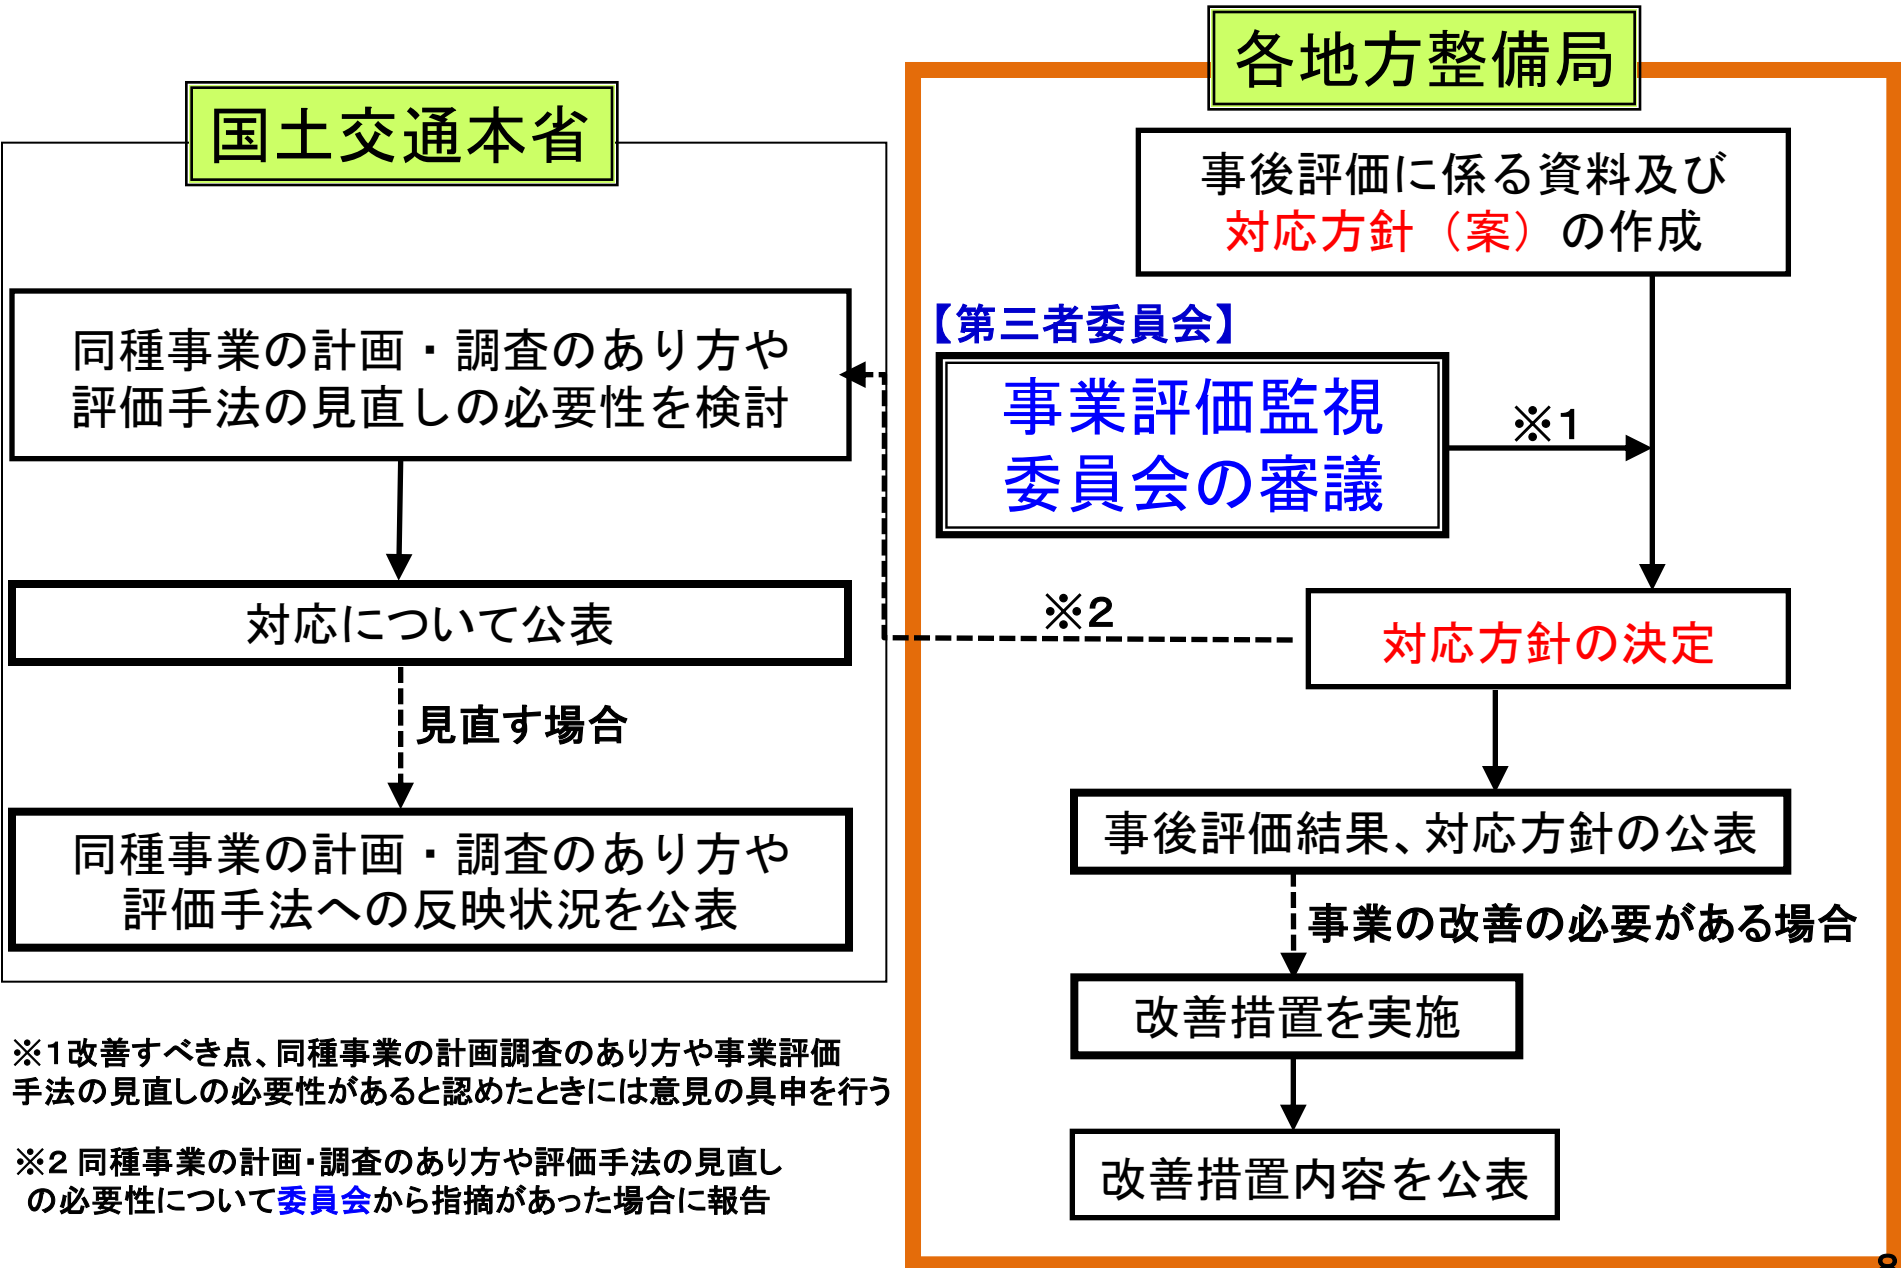 国土交通本省
同種事業の計画・調査のあり方や
評価手法の見直しの必要性を検討
対応について公表
見直す場合
同種事業の計画・調査のあり方や
評価手法への反映状況を公表
※1改善すべき点、同種事業の計画調査のあり方や事業評価
手法の見直しの必要性があると認めたときには意見の具申を行う
※2 同種事業の計画・調査のあり方や評価手法の見直し
の必要性について委員会から指摘があった場合に報告
各地方整備局
事後評価に係る資料及び
対応方針（案）の作成
【第三者委員会】
事業評価監視
委員会の審議
※1
※2
対応方針の決定
事後評価結果、対応方針の公表
事業の改善の必要がある場合
改善措置を実施
改善措置内容を公表